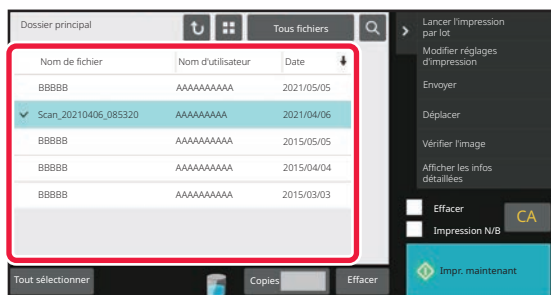 Dossier principal
Tous fichiers
Nom de fichier Nom d'utilisateur Date
BBBBB AAAAAAAAAA 2021/05/05
Scan_20210406_085320 AAAAAAAAA 2021/04/06
BBBBB AAAAAAAAAA 2015/05/05
BBBBB AAAAAAAAAA 2015/04/04
BBBBB AAAAAAAAAA 2015/03/03
Tout sélectionner
Copies
Effacer
Lancer l'impression
par lot
Modifier réglages
d'impression
Envoyer
Déplacer
Vérifier l'image
Afficher les infos
détaillées
Effacer
Impression N/B
CA
Impr. maintenant